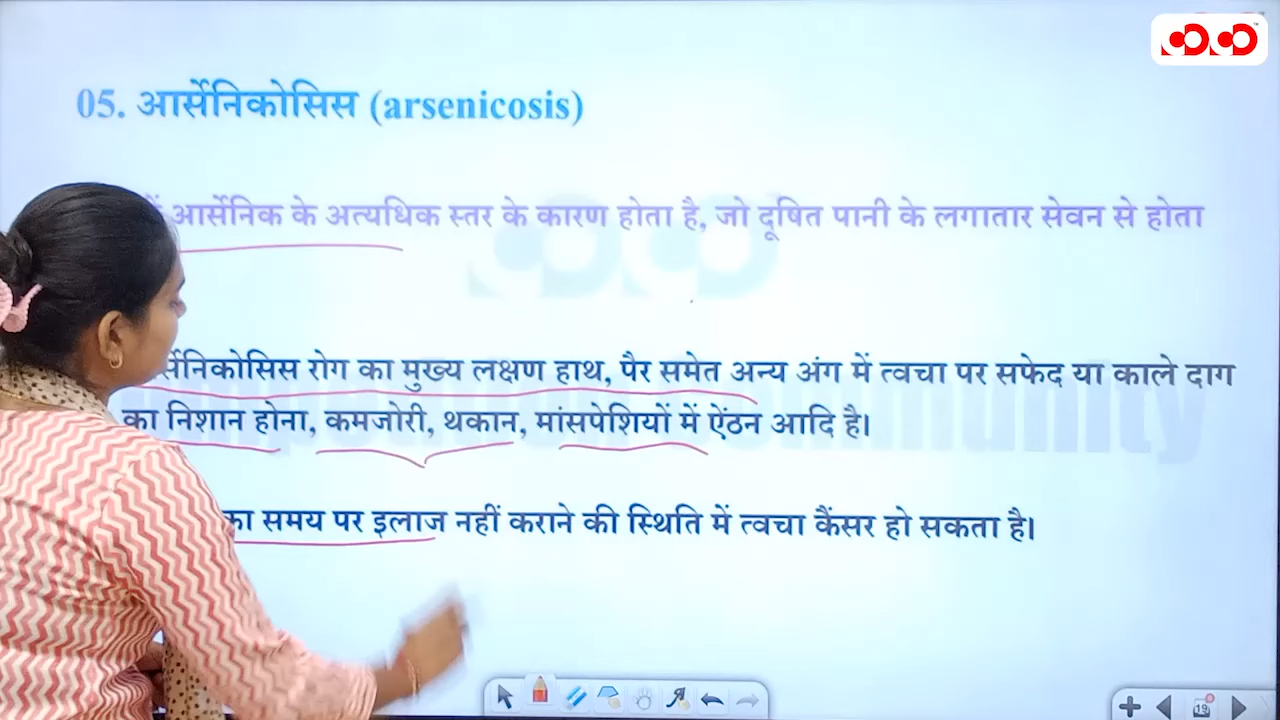 05. आर्सेनिकोसिस (arsenicosis)
आर्सेनिक के अत्यधिक स्तर के कारण होता है, जो दूषित पानी के लगातार सेवन से होता
र्सेनिकोसिस रोग का मुख्य लक्षण हाथ, पैर समेत अन्य अंग में त्वचा पर सफेद या काले दाग
का निशान होना, कमजोरी, थकान, मांसपेशियों में ऐंठन आदि है।
का समय पर इलाज नहीं कराने की स्थिति में त्वचा कैंसर हो सकता है।
19